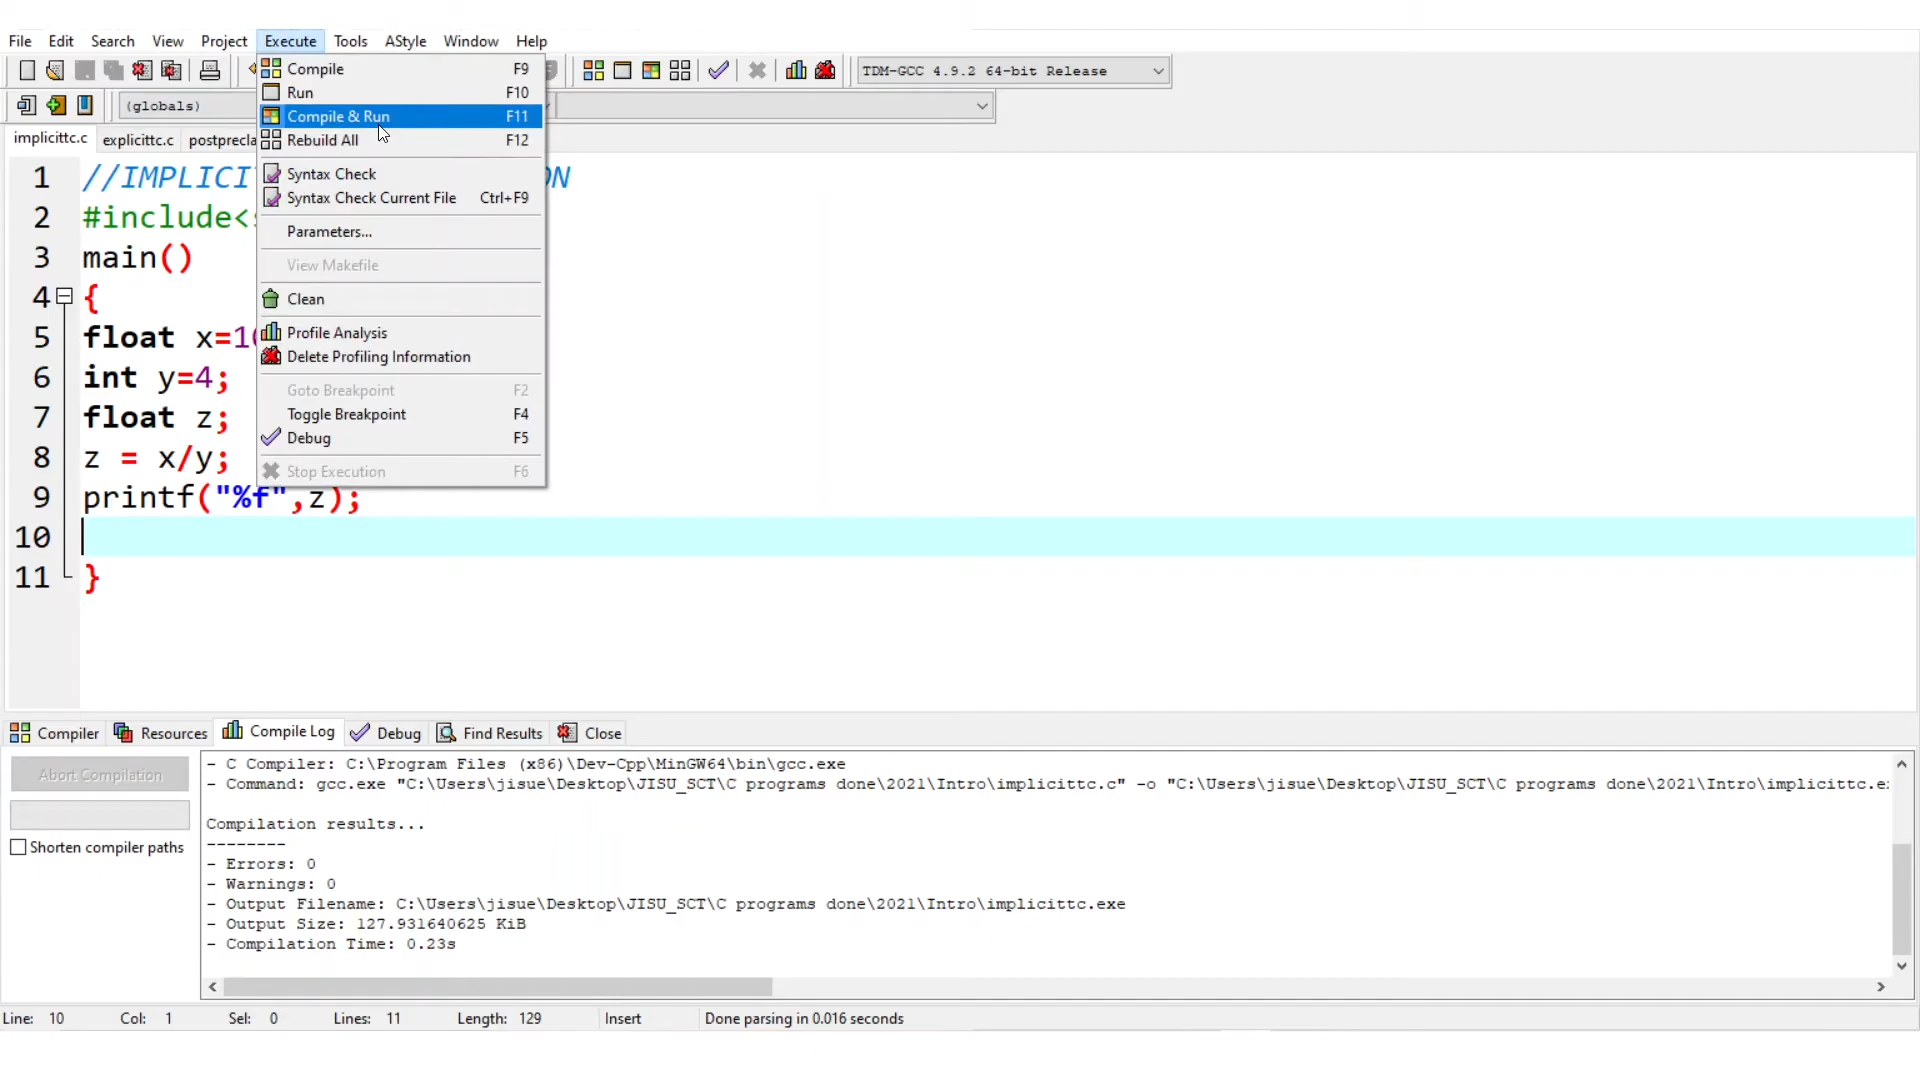 File Edit Search View Project Execute Tools AStyle Window Help
Compile F9
TDM-GCC 4.9.2 64-bit Release
Run F10
(globals)
Compile & Run F11
Rebuild All F12
implicittc.c explicittc.c postprecla
Syntax Check
Syntax Check Current File Ctrl+F9
Parameters...
View Makefile
Clean
Profile Analysis
Delete Profiling Information
Goto Breakpoint F2
Toggle Breakpoint F4
Debug F5
Stop Execution F6
1 //IMPLICI N
2 #include<s
3 main()
4 {
5 float x=10
6 int y=4;
7 float z;
8 z = x/y;
9 printf("%f",z);
10
11 }
Compiler Resources Compile Log Debug Find Results Close
Abort Compilation
Shorten compiler paths
- C Compiler: C:\Program Files (x86)\Dev-Cpp\MinGW64\bin\gcc.exe
- Command: gcc.exe "C:\Users\jisue\Desktop\JISU_SCT\C programs done\2021\Intro\implicittc.c" -o "C:\Users\jisue\Desktop\JISU_SCT\C programs done\2021\Intro\implicittc.e
Compilation results...
--------
- Errors: 0
- Warnings: 0
- Output Filename: C:\Users\jisue\Desktop\JISU_SCT\C programs done\2021\Intro\implicittc.exe
- Output Size: 127.931640625 KiB
- Compilation Time: 0.23s
Line: 10 Col: 1 Sel: 0 Lines: 11 Length: 129 Insert Done parsing in 0.016 seconds